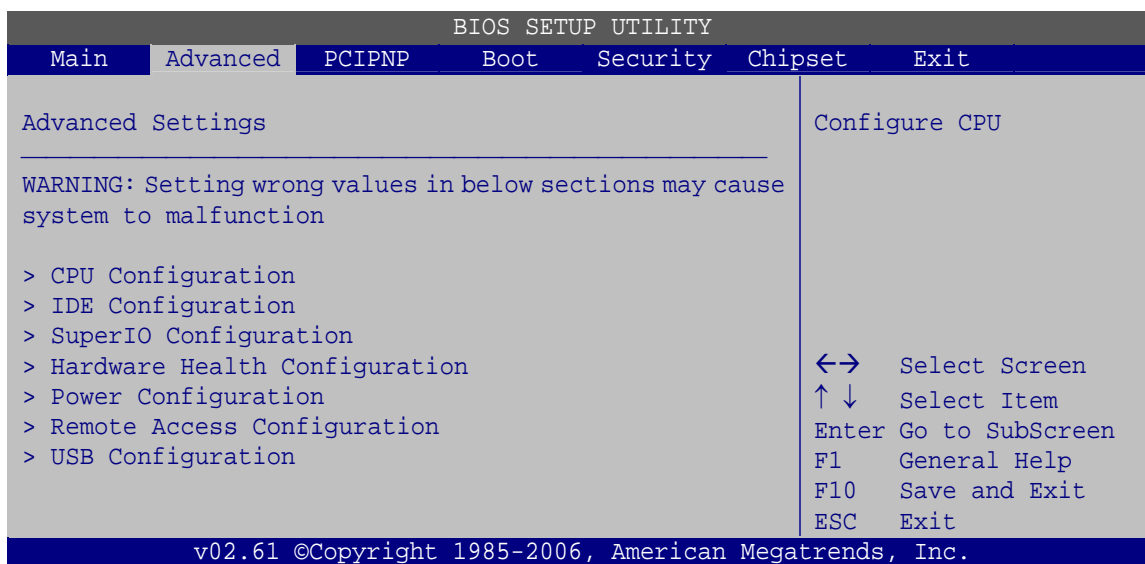 BIOS SETUP UTILITY
Main Advanced PCIPNP Boot Security Chipset Exit
Advanced Settings
WARNING: Setting wrong values in below sections may cause
system to malfunction
> CPU Configuration
> IDE Configuration
> SuperIO Configuration
> Hardware Health Configuration
> Power Configuration
> Remote Access Configuration
> USB Configuration
Configure CPU
←→ Select Screen
↑ ↓ Select Item
Enter Go to SubScreen
F1 General Help
F10 Save and Exit
ESC Exit
v02.61 ©Copyright 1985-2006, American Megatrends, Inc.